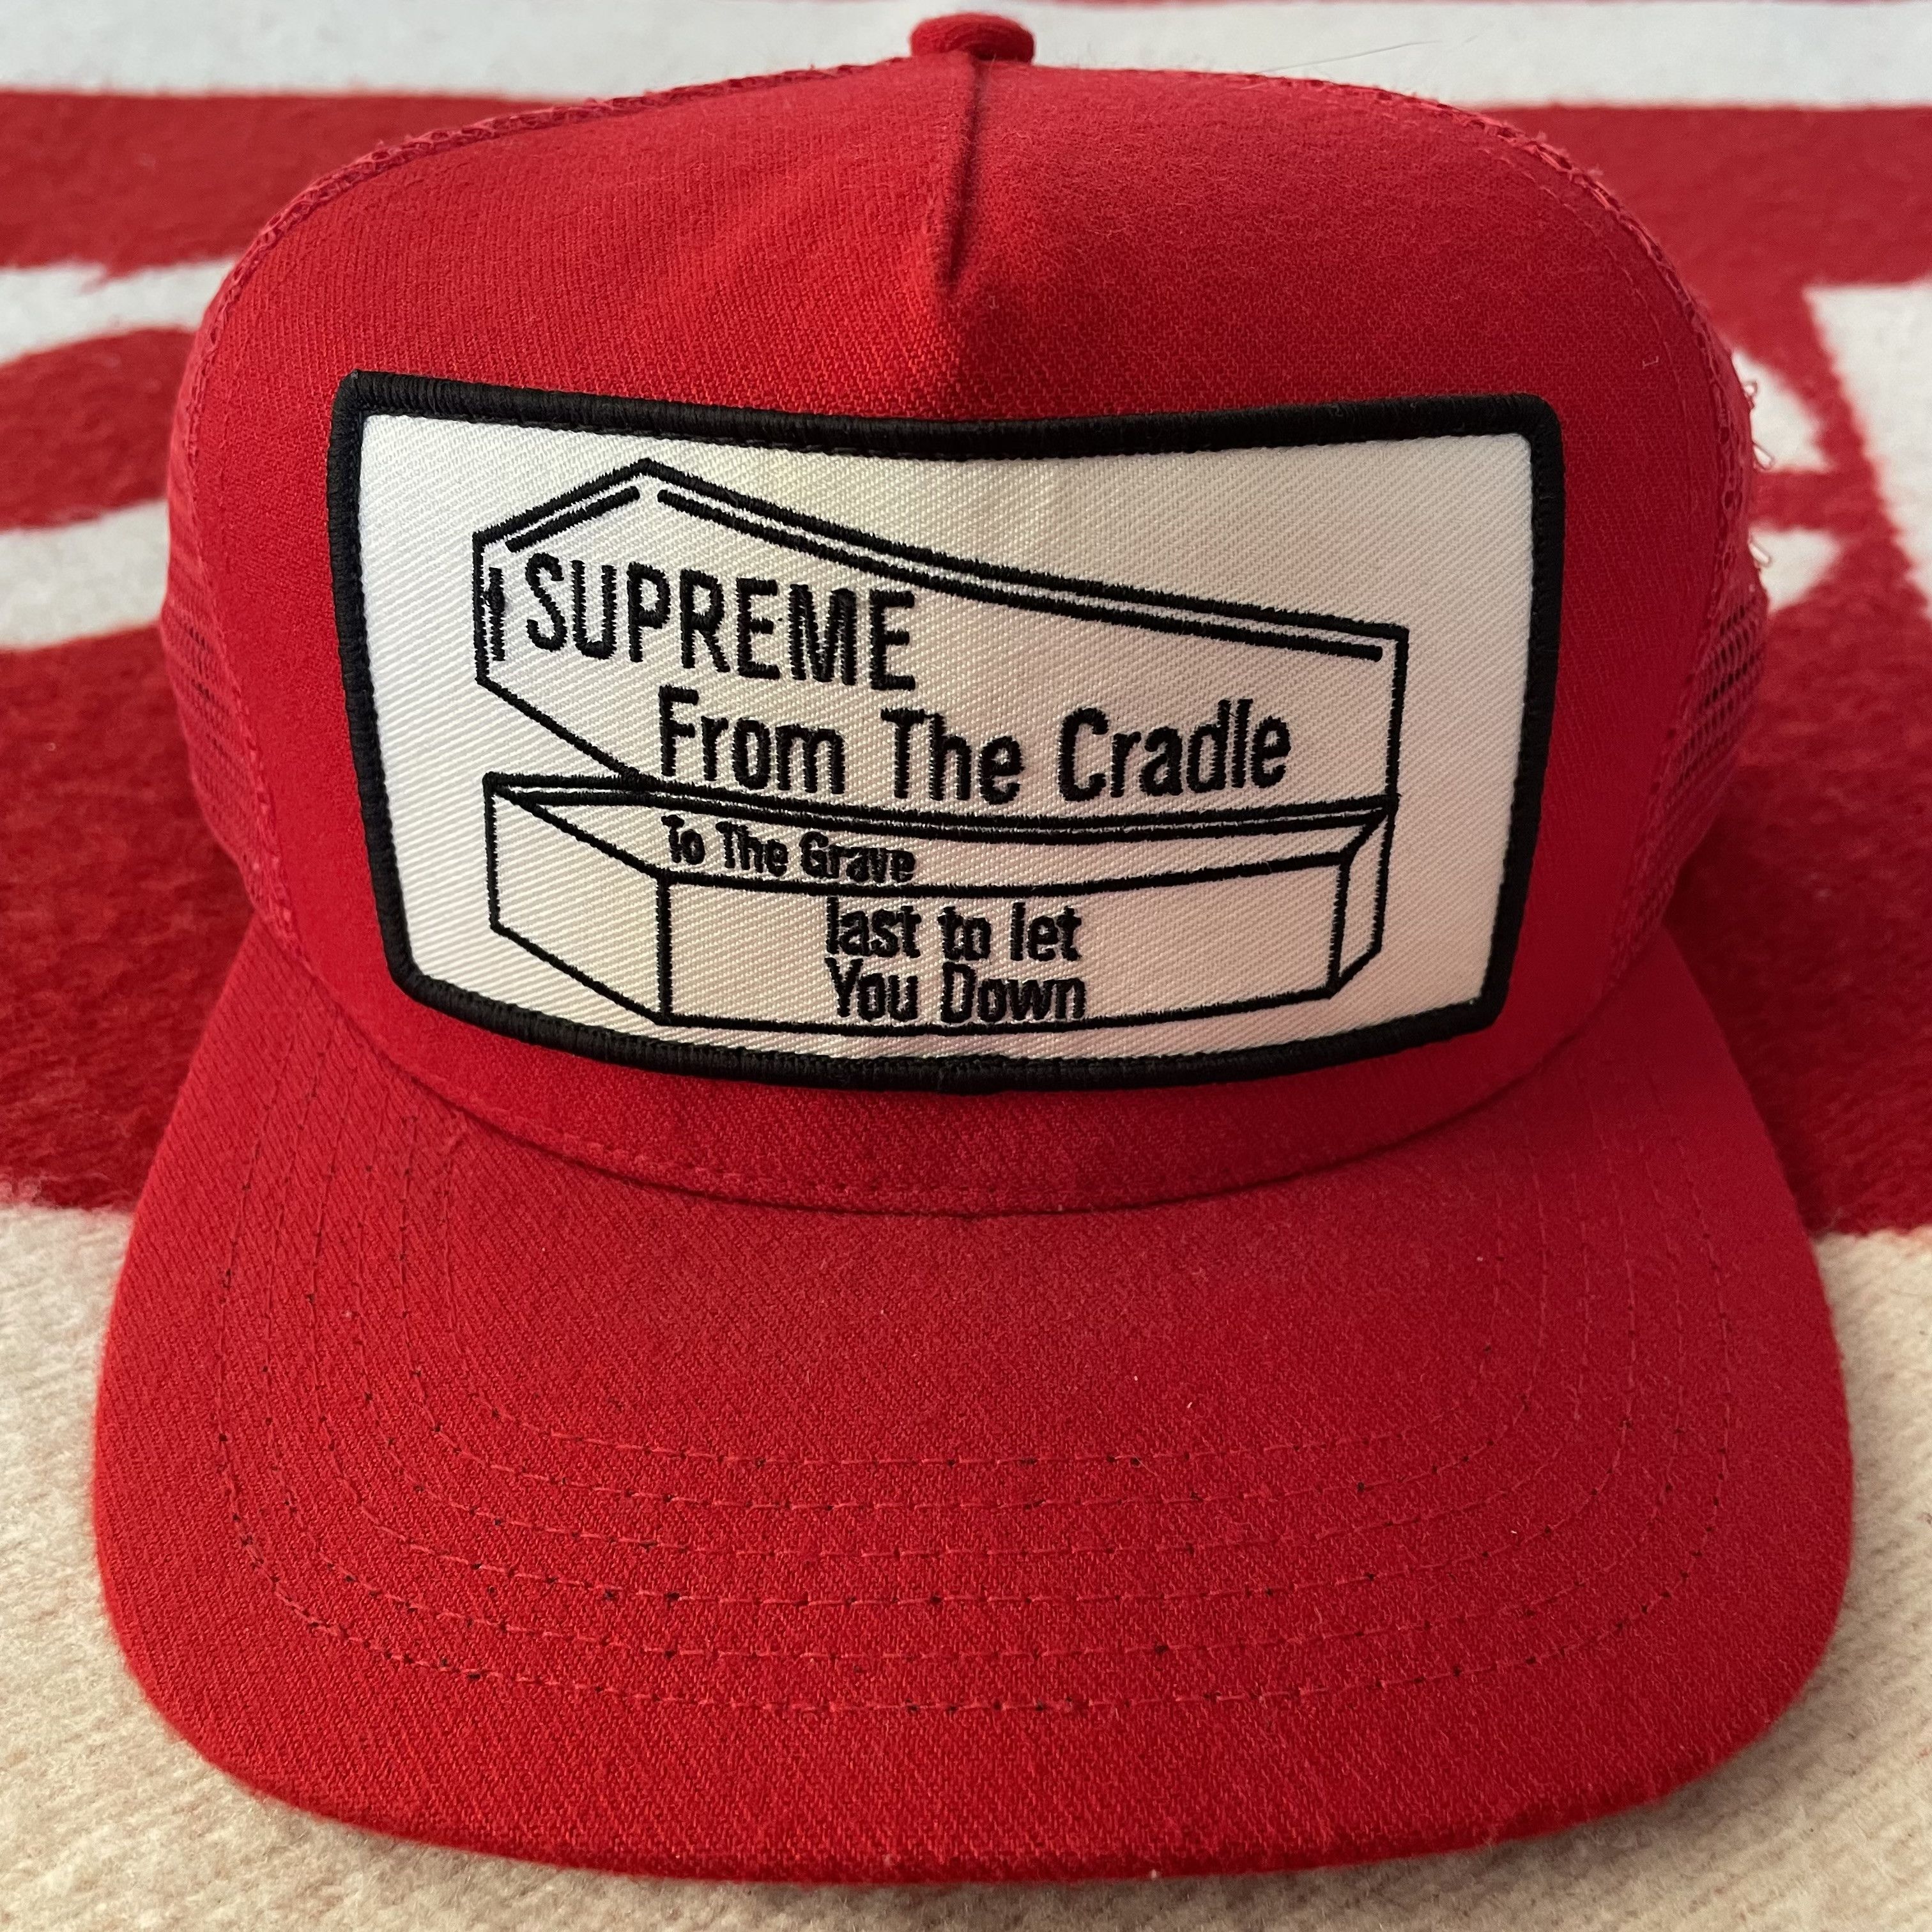 SUPREME
From The Cradle
To The Grave
last to let
You Down